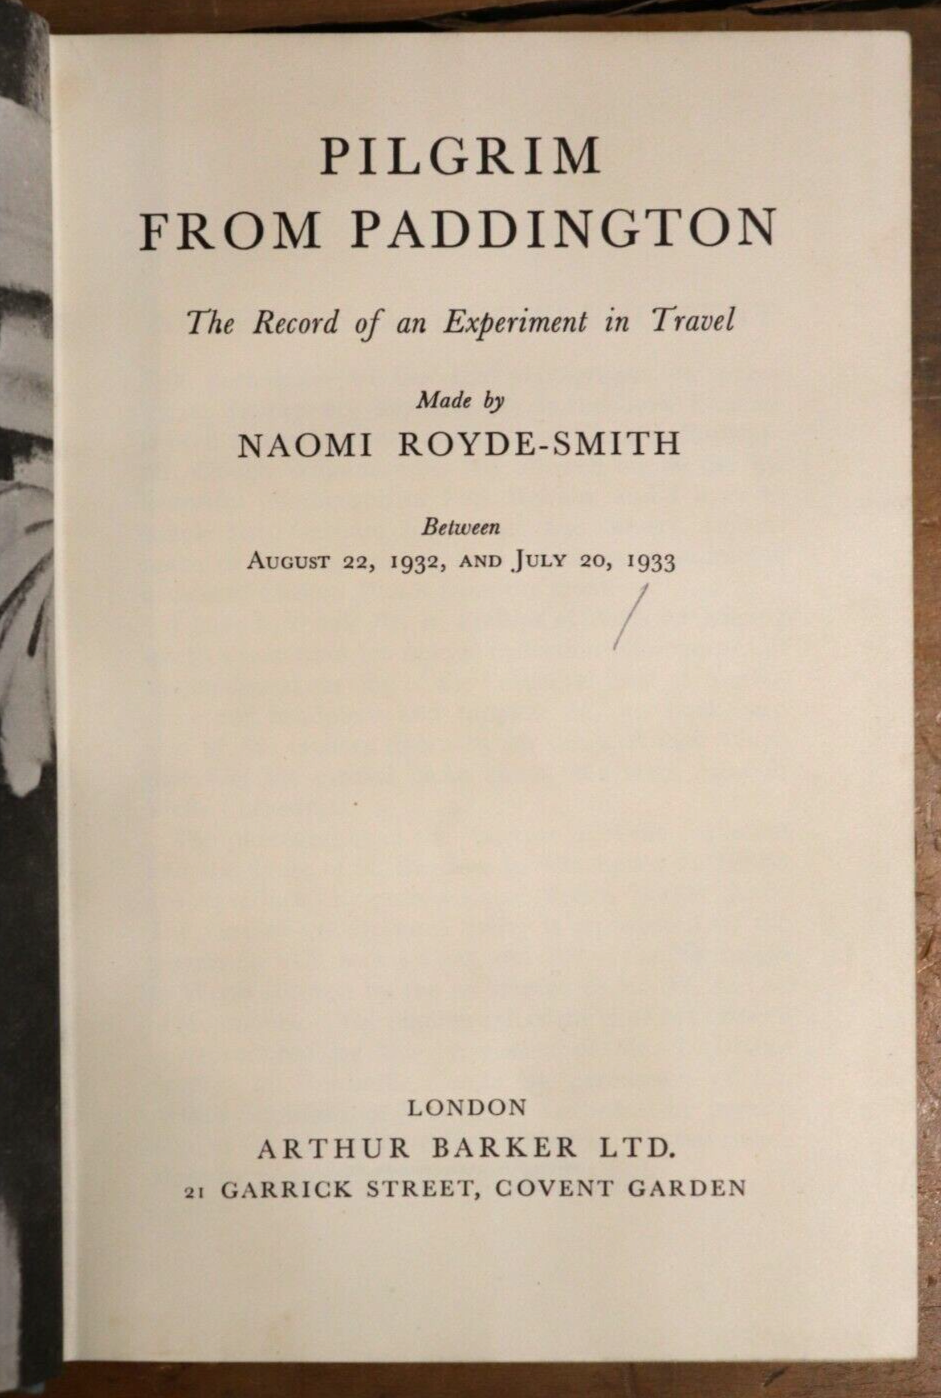 PILGRIM
FROM PADDINGTON
The Record of an Experiment in Travel
Made by
NAOMI ROYDE-SMITH
Between
AUGUST 22, 1932, AND JULY 20, 1933
LONDON
ARTHUR BARKER LTD.
21 GARRICK STREET, COVENT GARDEN